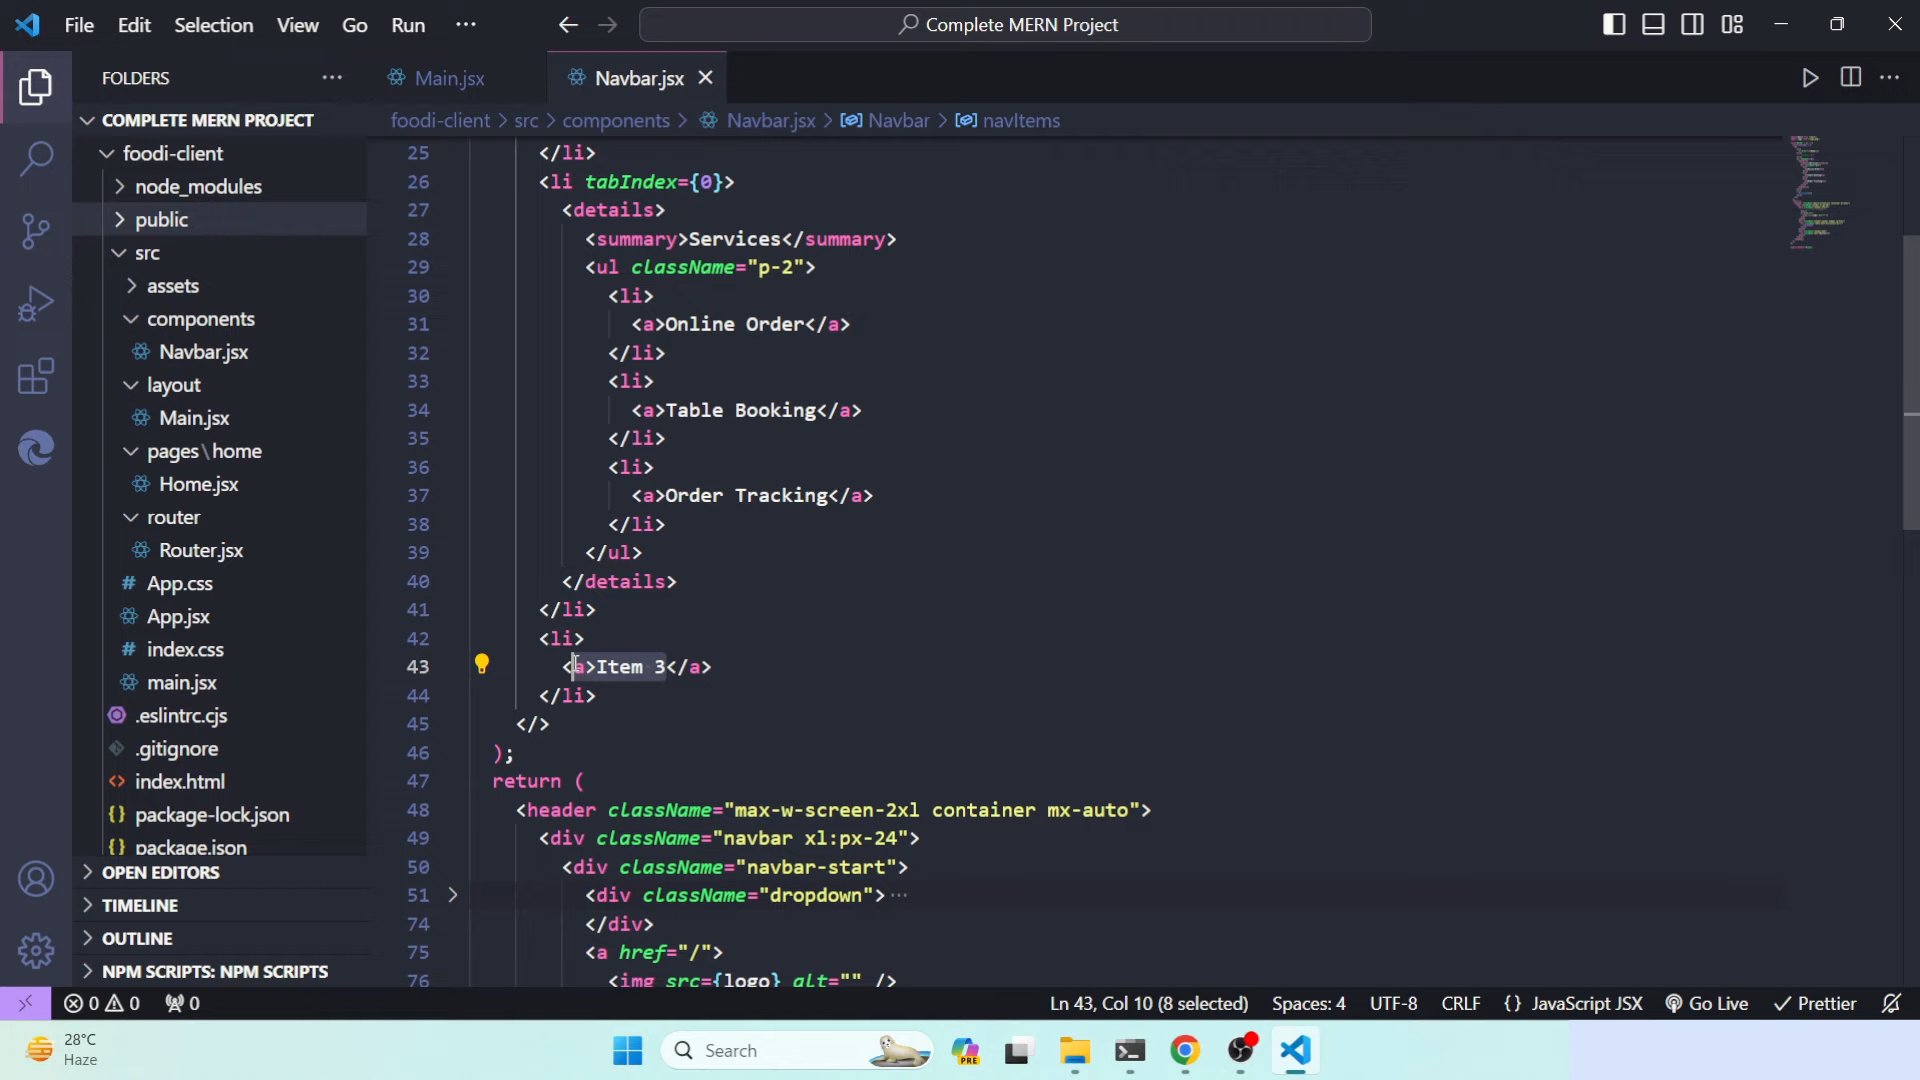 File Edit Selection View Go Run ··· Complete MERN Project
FOLDERS ··· Main.jsx Navbar.jsx
COMPLETE MERN PROJECT
foodi-client > src > components > Navbar.jsx > Navbar > navItems
foodi-client
node_modules
public
src
assets
components
Navbar.jsx
layout
Main.jsx
pages\home
Home.jsx
router
Router.jsx
App.css
App.jsx
index.css
main.jsx
.eslintrc.cjs
.gitignore
index.html
package-lock.json
package.json
OPEN EDITORS
TIMELINE
OUTLINE
NPM SCRIPTS: NPM SCRIPTS
25 </li>
26 <li tabIndex={0}>
27 <details>
28 <summary>Services</summary>
29 <ul className="p-2">
30 <li>
31 <a>Online Order</a>
32 </li>
33 <li>
34 <a>Table Booking</a>
35 </li>
36 <li>
37 <a>Order Tracking</a>
38 </li>
39 </ul>
40 </details>
41 </li>
42 <li>
43 <a>Item 3</a>
44 </li>
45 </>
46 );
47 return (
48 <header className="max-w-screen-2xl container mx-auto">
49 <div className="navbar xl:px-24">
50 <div className="navbar-start">
51 <div className="dropdown">···
74 </div>
75 <a href="/">
76 <img src={logo} alt="" />
0 0 0 Ln 43, Col 10 (8 selected) Spaces: 4 UTF-8 CRLF {} JavaScript JSX Go Live Prettier
28°C
Haze
Search
PRE